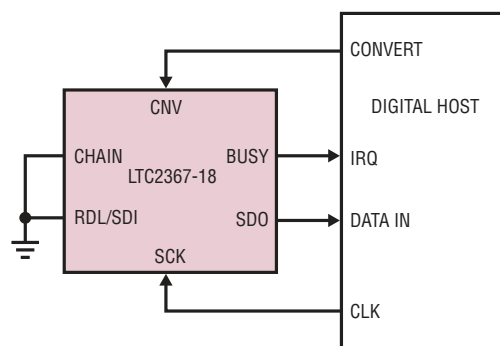 CONVERT
CNV
DIGITAL HOST
CHAIN
BUSY
IRQ
LTC2367-18
RDL/SDI
SDO
DATA IN
SCK
CLK